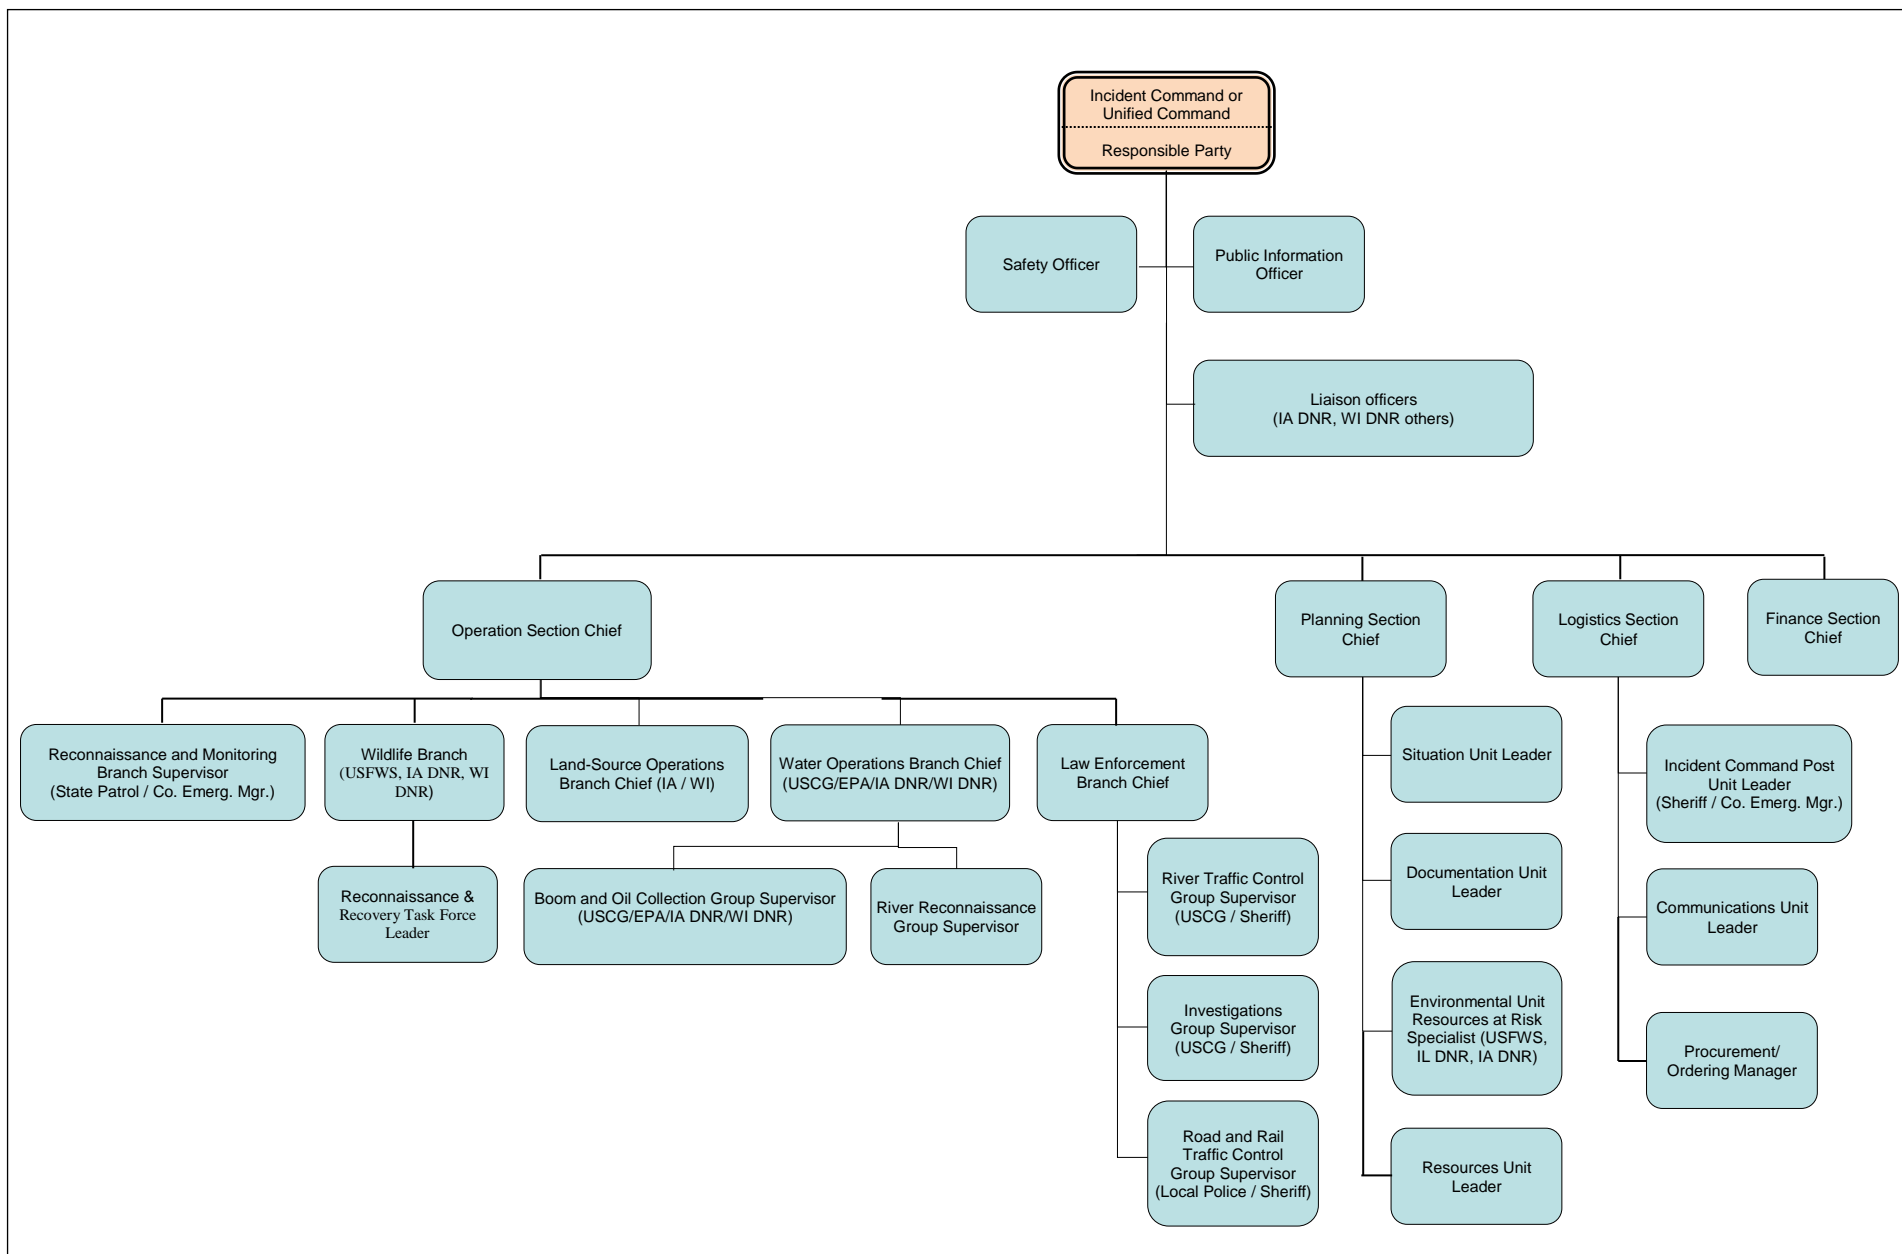 Incident Command or
Unified Command
Responsible Party
Safety Officer
Public Information
Officer
Liaison officers
(IA DNR, WI DNR others)
Operation Section Chief
Planning Section
Chief
Logistics Section
Chief
Finance Section
Chief
Reconnaissance and Monitoring
Branch Supervisor
(State Patrol / Co. Emerg. Mgr.)
Wildlife Branch
(USFWS, IA DNR, WI
DNR)
Land-Source Operations
Branch Chief (IA / WI)
Water Operations Branch Chief
(USCG/EPA/IA DNR/WI DNR)
Law Enforcement
Branch Chief
Situation Unit Leader
Incident Command Post
Unit Leader
(Sheriff / Co. Emerg. Mgr.)
Reconnaissance &
Recovery Task Force
Leader
Boom and Oil Collection Group Supervisor
(USCG/EPA/IA DNR/WI DNR)
River Reconnaissance
Group Supervisor
River Traffic Control
Group Supervisor
(USCG / Sheriff)
Documentation Unit
Leader
Communications Unit
Leader
Investigations
Group Supervisor
(USCG / Sheriff)
Environmental Unit
Resources at Risk
Specialist (USFWS,
IL DNR, IA DNR)
Procurement/
Ordering Manager
Road and Rail
Traffic Control
Group Supervisor
(Local Police / Sheriff)
Resources Unit
Leader